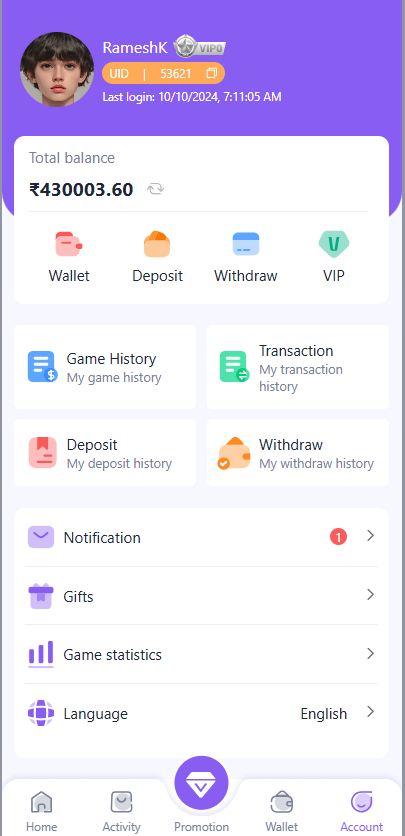 RameshK VIP0
UID | 53621
Last login: 10/10/2024, 7:11:05 AM
Total balance
₹430003.60
Wallet Deposit Withdraw VIP
Game History
My game history
Transaction
My transaction
history
Deposit
My deposit history
Withdraw
My withdraw history
Notification 1
Gifts
Game statistics
Language English
Home Activity Promotion Wallet Account